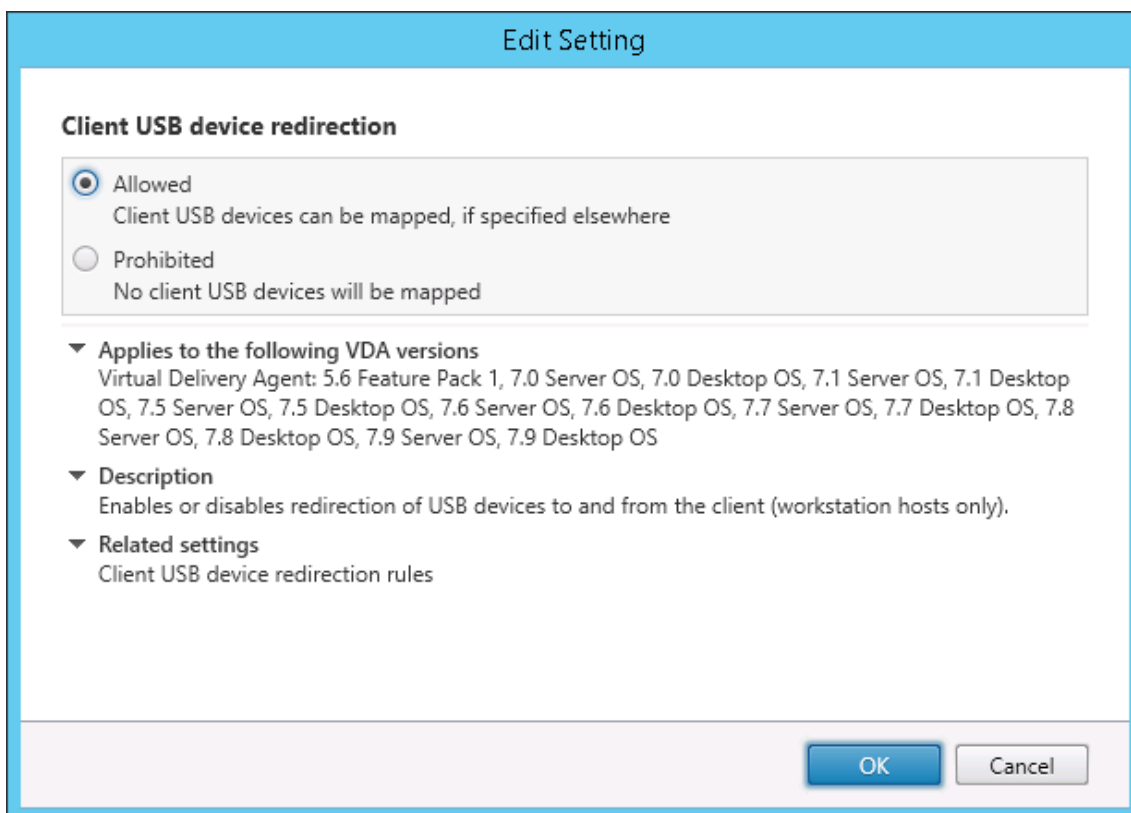 Edit Setting
Client USB device redirection
Allowed
Client USB devices can be mapped, if specified elsewhere
Prohibited
No client USB devices will be mapped
Applies to the following VDA versions
Virtual Delivery Agent: 5.6 Feature Pack 1, 7.0 Server OS, 7.0 Desktop OS, 7.1 Server OS, 7.1 Desktop
OS, 7.5 Server OS, 7.5 Desktop OS, 7.6 Server OS, 7.6 Desktop OS, 7.7 Server OS, 7.7 Desktop OS, 7.8
Server OS, 7.8 Desktop OS, 7.9 Server OS, 7.9 Desktop OS
Description
Enables or disables redirection of USB devices to and from the client (workstation hosts only).
Related settings
Client USB device redirection rules
OK
Cancel